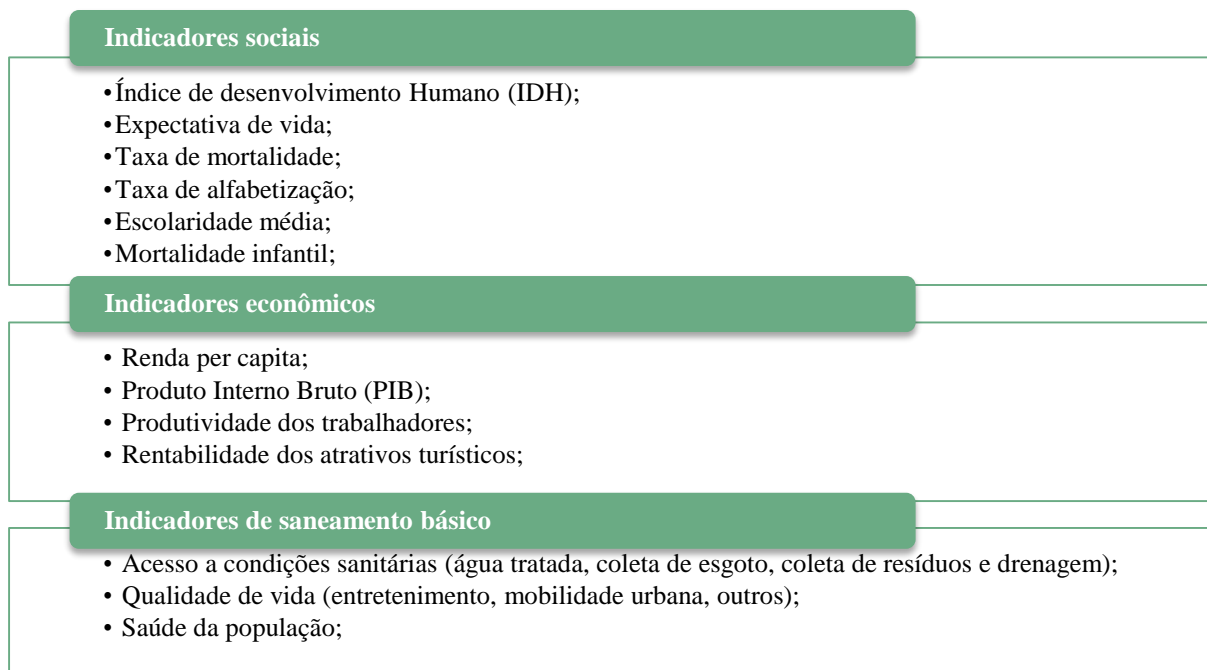 Indicadores sociais
•Índice de desenvolvimento Humano (IDH);
•Expectativa de vida;
•Taxa de mortalidade;
•Taxa de alfabetização;
•Escolaridade média;
•Mortalidade infantil;
Indicadores econômicos
• Renda per capita;
• Produto Interno Bruto (PIB);
• Produtividade dos trabalhadores;
• Rentabilidade dos atrativos turísticos;
Indicadores de saneamento básico
• Acesso a condições sanitárias (água tratada, coleta de esgoto, coleta de resíduos e drenagem);
• Qualidade de vida (entretenimento, mobilidade urbana, outros);
• Saúde da população;